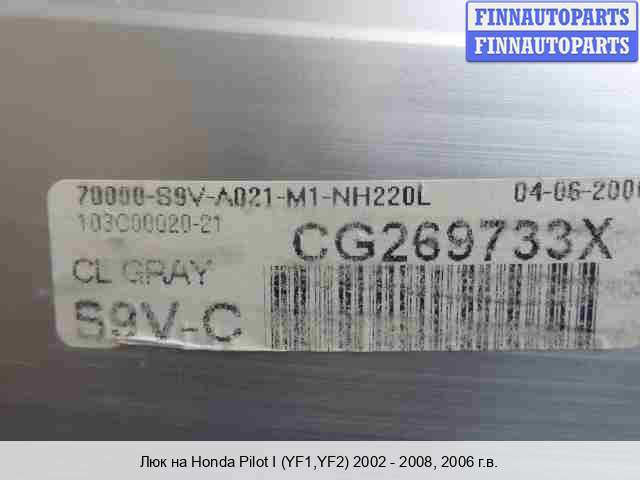 FINNAUTOPARTS
FINNAUTOPARTS
70000-S9V-A021-M1-NH220L 04-06-2006
103C00020-21
CG269733X
CL GRAY
S9V-C
Люк на Honda Pilot I (YF1,YF2) 2002 - 2008, 2006 г.в.